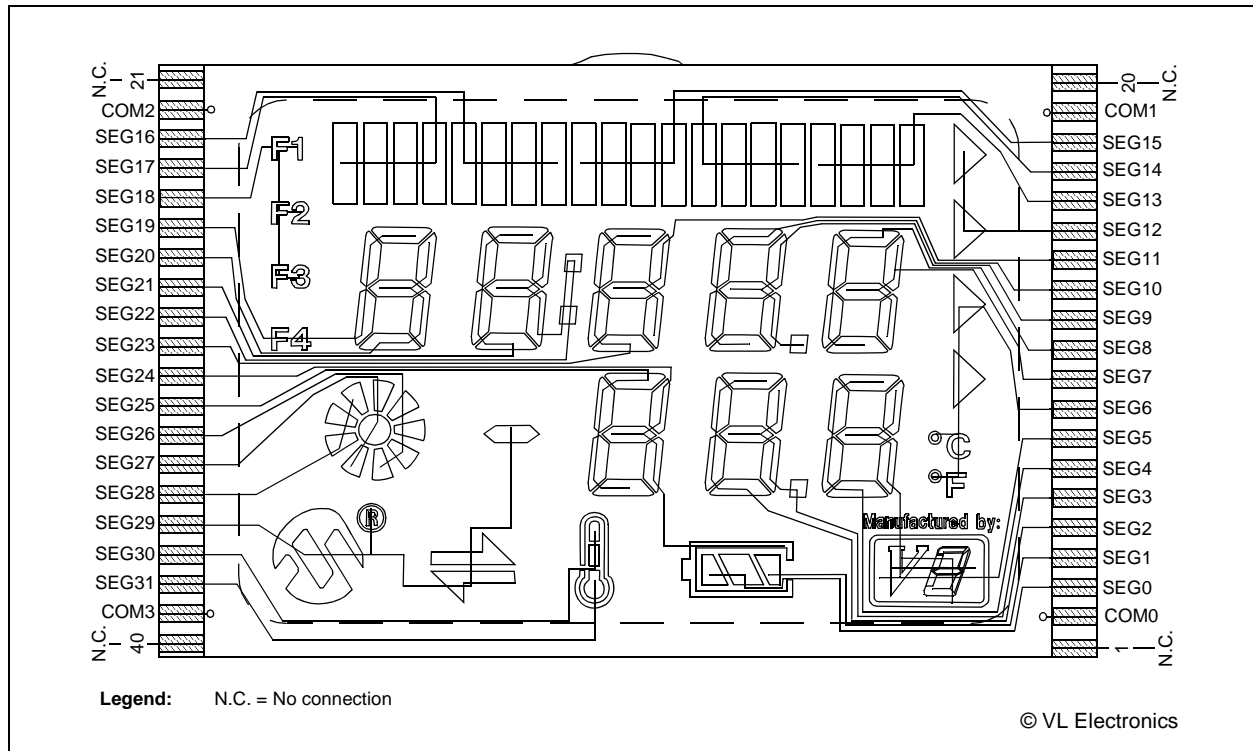 N.C.
21
20
N.C.
COM2
COM1
SEG16
SEG15
SEG17
SEG14
SEG18
SEG13
SEG19
SEG12
SEG20
SEG11
SEG21
SEG10
SEG22
SEG9
SEG23
SEG8
SEG24
SEG7
SEG25
SEG6
SEG26
SEG5
SEG27
SEG4
SEG28
SEG3
SEG29
SEG2
SEG30
SEG1
SEG31
SEG0
COM3
COM0
N.C.
40
1
N.C.
F1
F2
F3
F4
°C
°F
®
Manufactured by:
Legend: N.C. = No connection
© VL Electronics